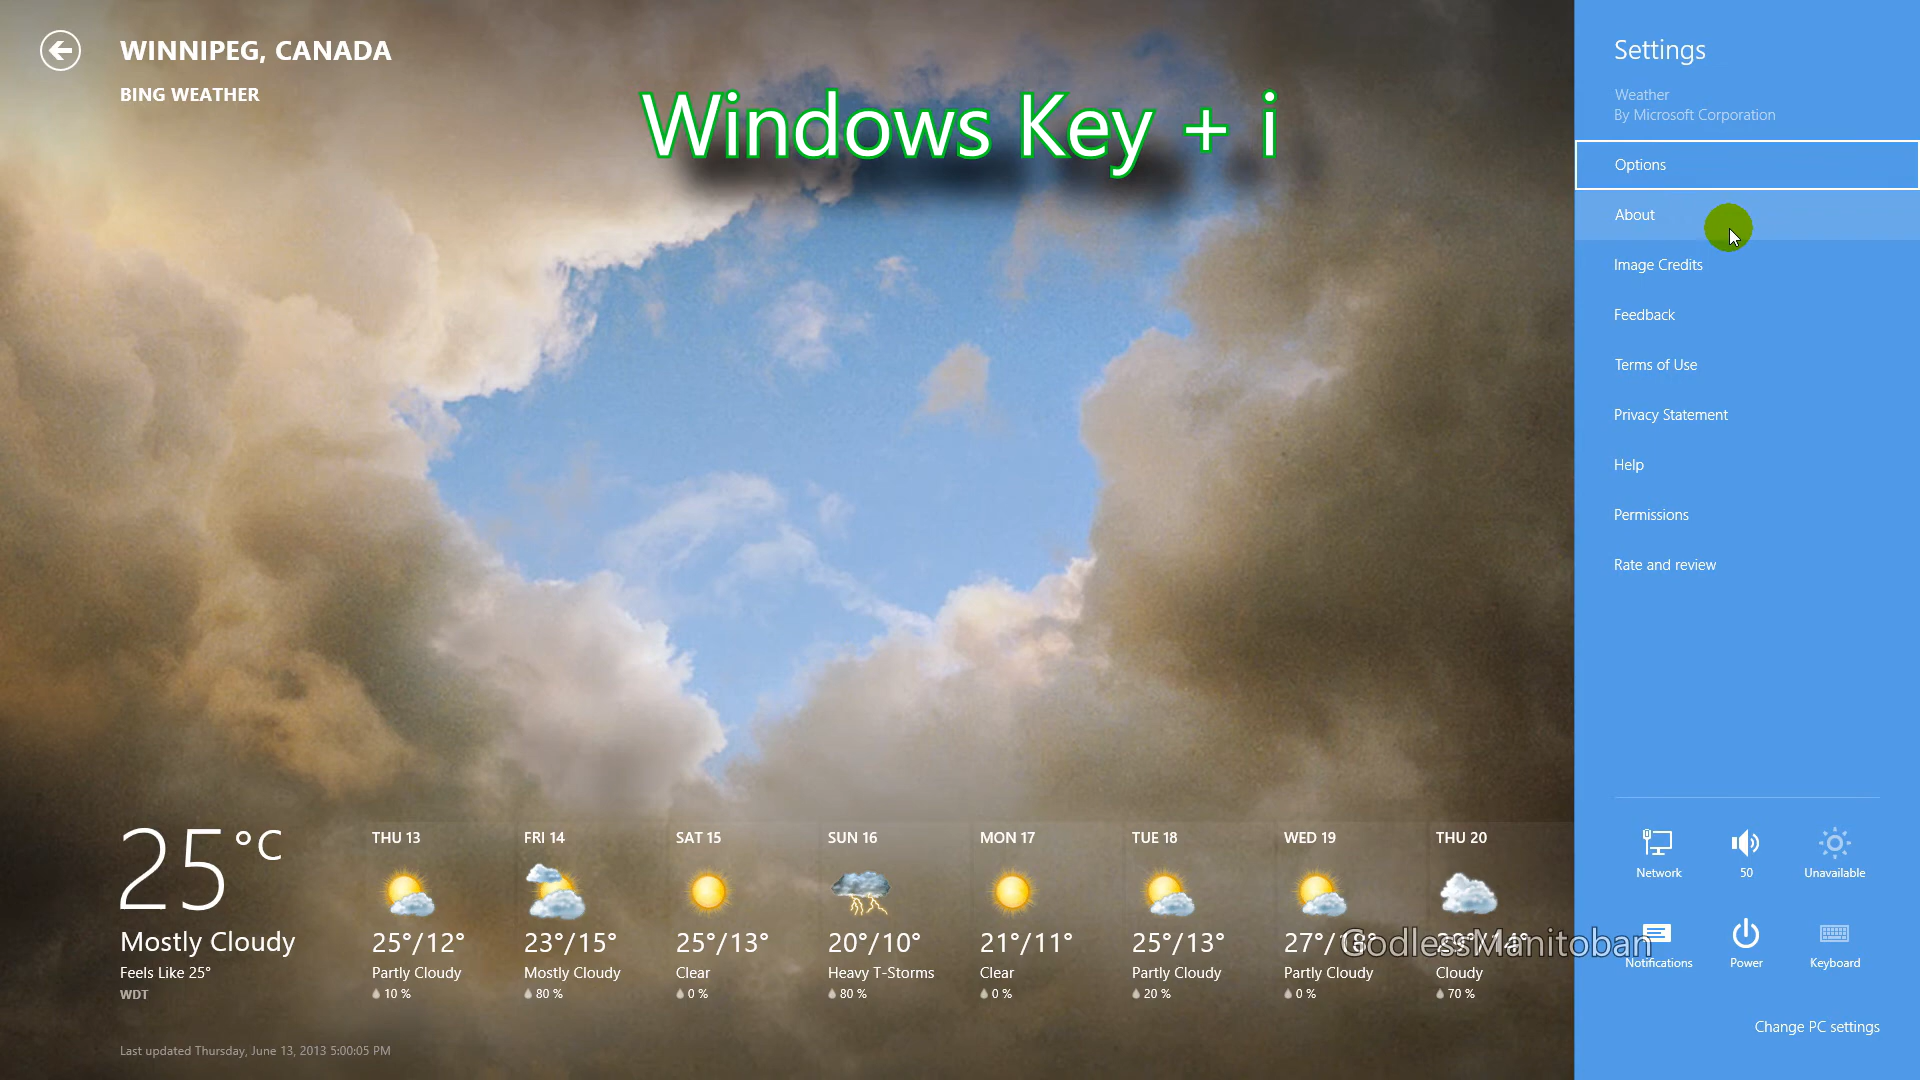 WINNIPEG, CANADA
BING WEATHER
Windows Key + i
25°C
Mostly Cloudy
Feels Like 25°
WDT
THU 13
25°/12°
Partly Cloudy
10 %
FRI 14
23°/15°
Mostly Cloudy
80 %
SAT 15
25°/13°
Clear
0 %
SUN 16
20°/10°
Heavy T-Storms
80 %
MON 17
21°/11°
Clear
0 %
TUE 18
25°/13°
Partly Cloudy
20 %
WED 19
27°/18°
Partly Cloudy
0 %
THU 20
Cloudy
70 %
GodlessManitoban
Last updated Thursday, June 13, 2013 5:00:05 PM
Settings
Weather
By Microsoft Corporation
Options
About
Image Credits
Feedback
Terms of Use
Privacy Statement
Help
Permissions
Rate and review
Network
50
Unavailable
Notifications
Power
Keyboard
Change PC settings